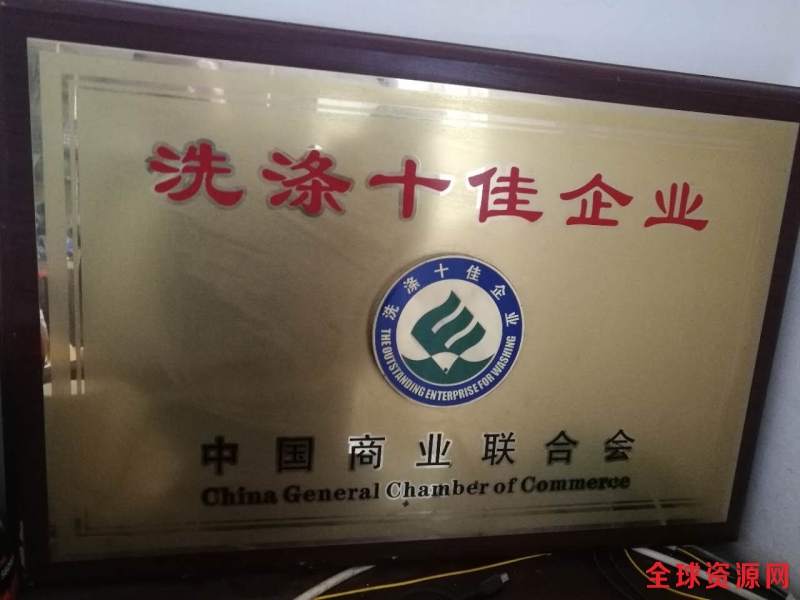 洗涤十佳企业
洗涤十佳企业
THE OUTSTANDING ENTERPRISE FOR WASHING
中国商业联合会
China General Chamber of Commerce
全球资源网